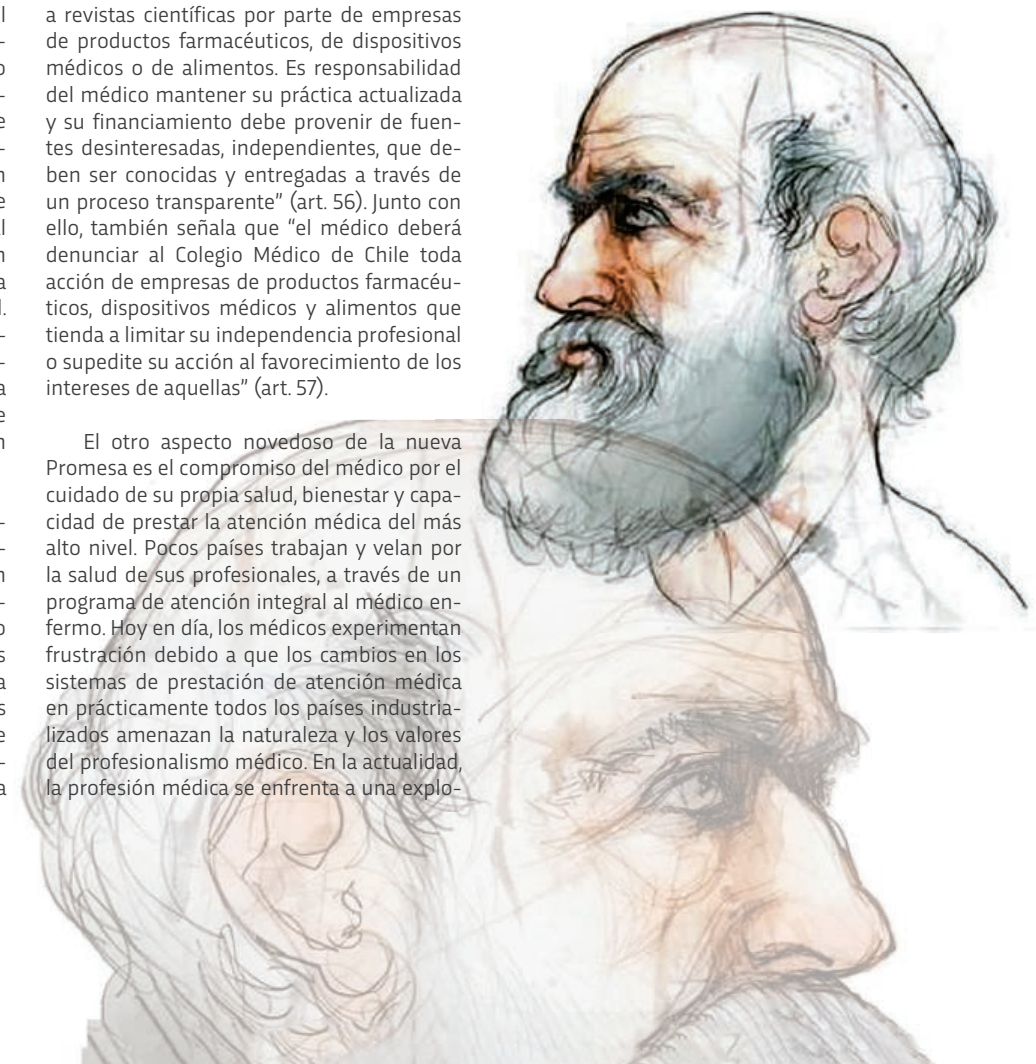 a revistas científicas por parte de empresas
de productos farmacéuticos, de dispositivos
médicos o de alimentos. Es responsabilidad
del médico mantener su práctica actualizada
y su financiamiento debe provenir de fuen-
tes desinteresadas, independientes, que de-
ben ser conocidas y entregadas a través de
un proceso transparente” (art. 56). Junto con
ello, también señala que “el médico deberá
denunciar al Colegio Médico de Chile toda
acción de empresas de productos farmacéu-
ticos, dispositivos médicos y alimentos que
tienda a limitar su independencia profesional
o supedite su acción al favorecimiento de los
intereses de aquellas” (art. 57).
El otro aspecto novedoso de la nueva
Promesa es el compromiso del médico por el
cuidado de su propia salud, bienestar y capa-
cidad de prestar la atención médica del más
alto nivel. Pocos países trabajan y velan por
la salud de sus profesionales, a través de un
programa de atención integral al médico en-
fermo. Hoy en día, los médicos experimentan
frustración debido a que los cambios en los
sistemas de prestación de atención médica
en prácticamente todos los países industria-
lizados amenazan la naturaleza y los valores
del profesionalismo médico. En la actualidad,
la profesión médica se enfrenta a una explo-